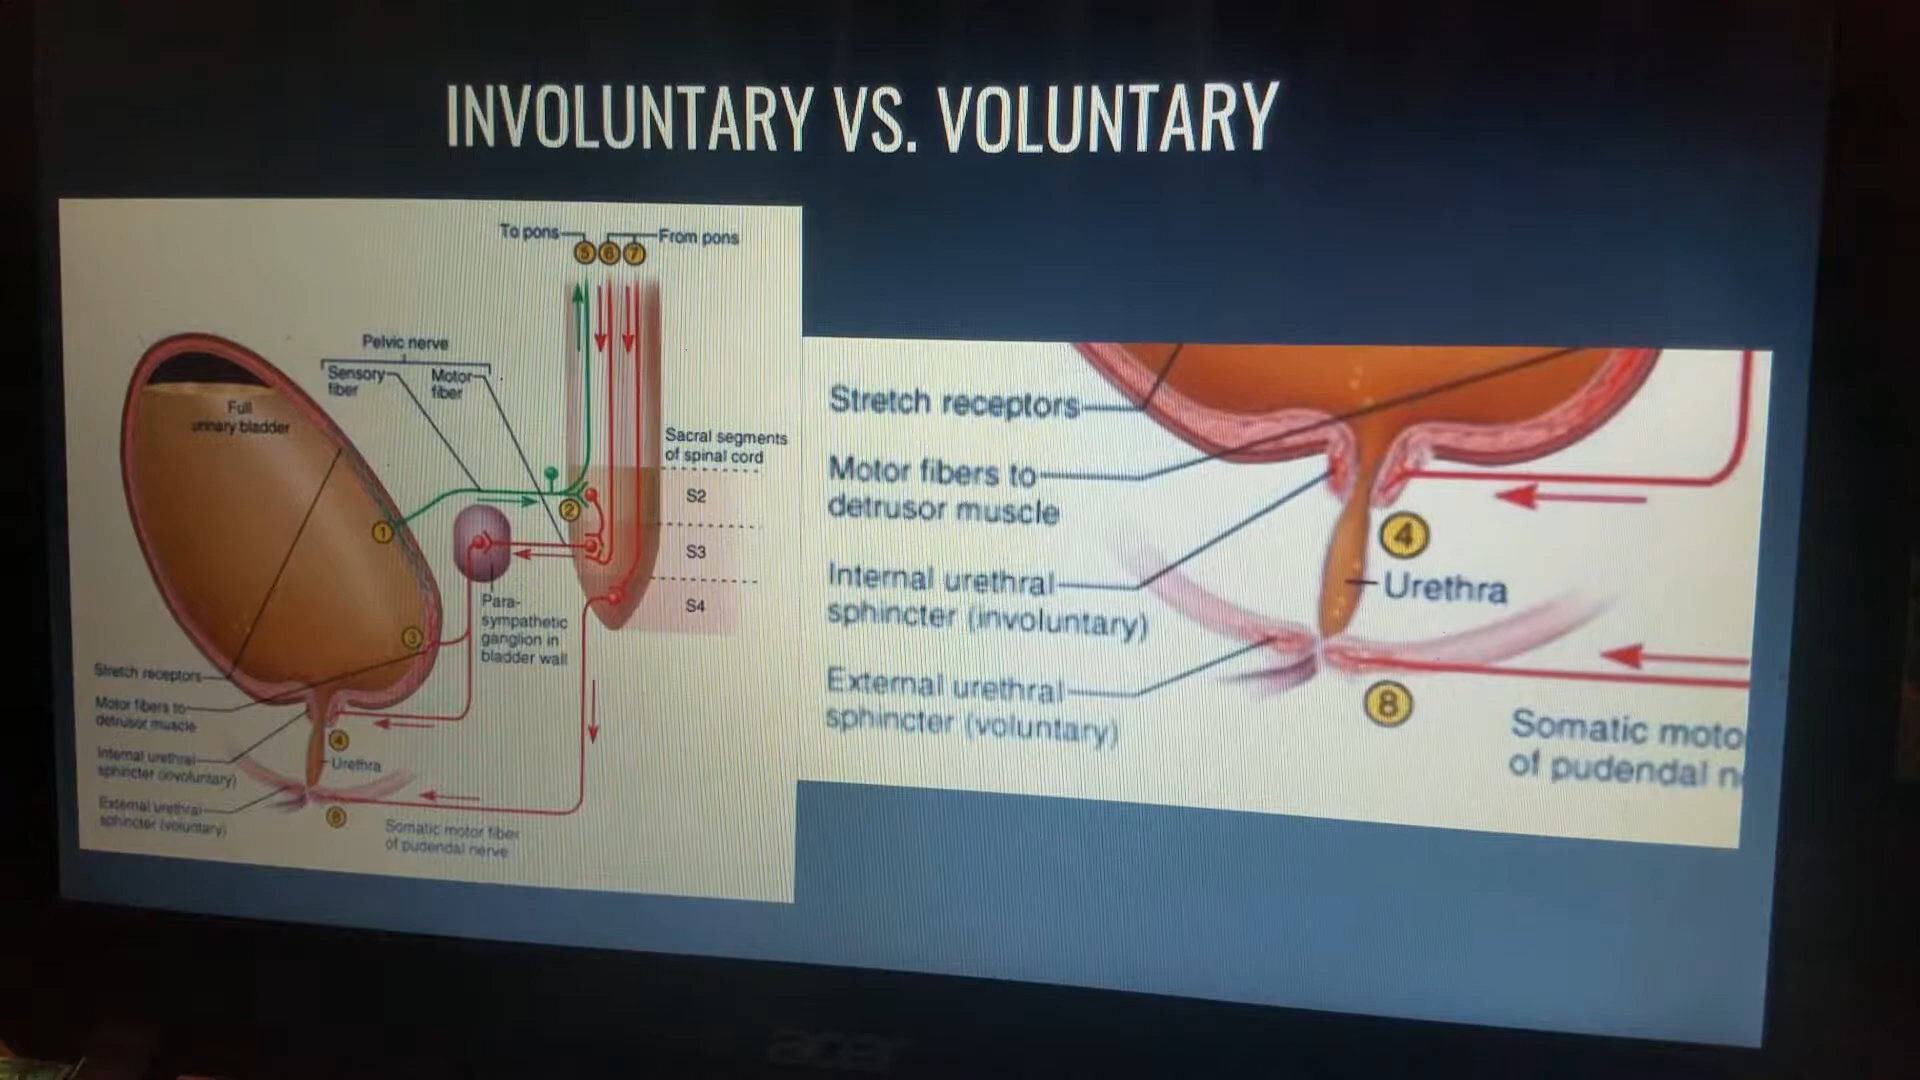 INVOLUNTARY VS. VOLUNTARY
To pons
5 6 7
From pons
Pelvic nerve
Sensory
fiber
Motor
fiber
Full
urinary bladder
Sacral segments
of spinal cord
S2
S3
S4
1
2
3
Para-
sympathetic
ganglion in
bladder wall
Stretch receptors
Motor fibers to
detrusor muscle
Internal urethral
sphincter (involuntary)
External urethral
sphincter (voluntary)
4
Urethra
8
Somatic motor fiber
of pudendal nerve
Stretch receptors
Motor fibers to
detrusor muscle
Internal urethral
sphincter (involuntary)
External urethral
sphincter (voluntary)
4
Urethra
8
Somatic moto
of pudendal n
acer